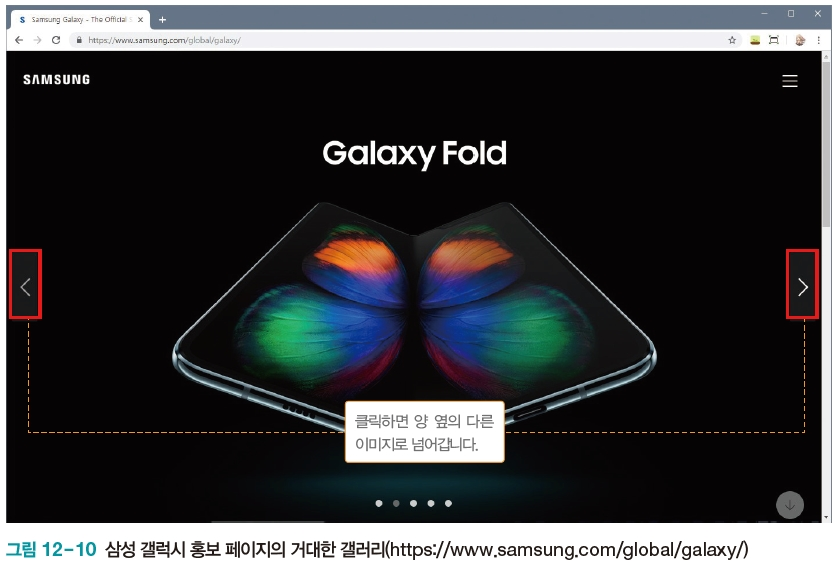 Samsung Galaxy - The Official
https://www.samsung.com/global/galaxy/
SAMSUNG
Galaxy Fold
클릭하면 양 옆의 다른
이미지로 넘어갑니다.
그림 12-10 삼성 갤럭시 홍보 페이지의 거대한 갤러리(https://www.samsung.com/global/galaxy/)